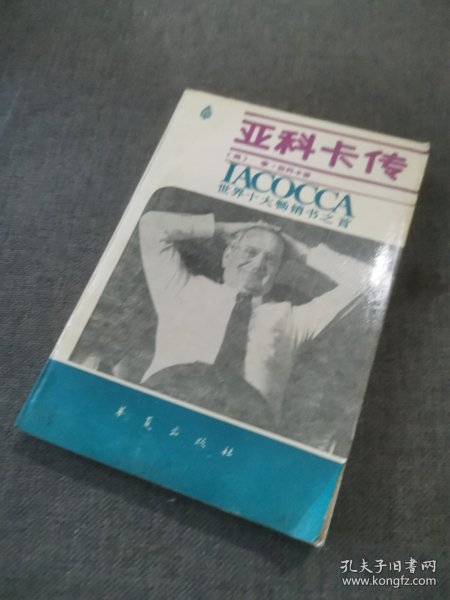 亚科卡传
IACOCCA
世界十大畅销书之首
华夏出版社
孔夫子旧书网
www.kongfz.com